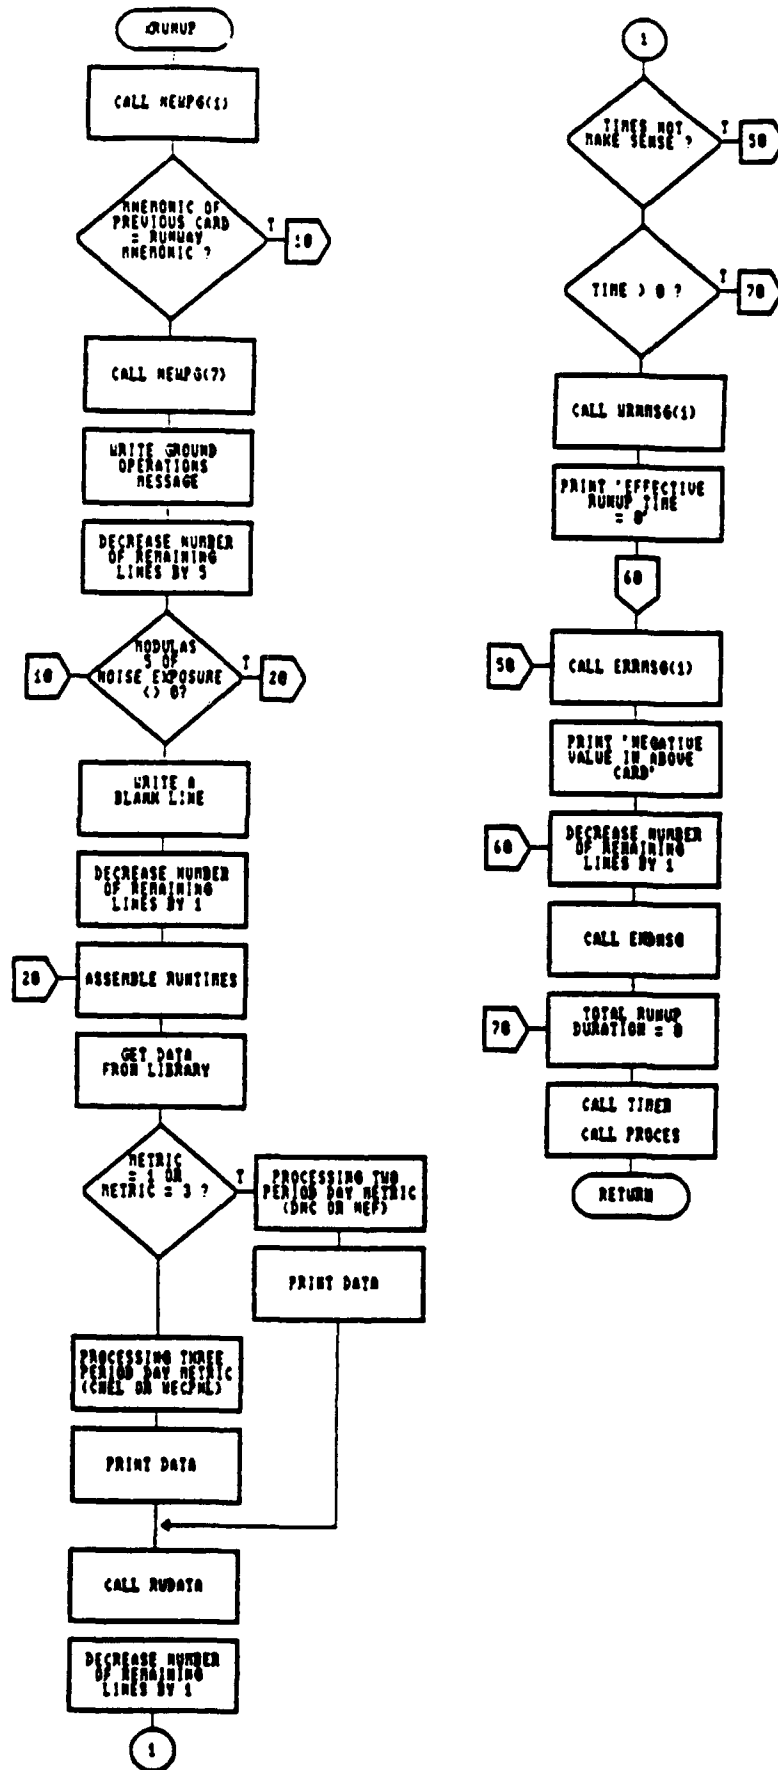 XRUNUP
CALL NEWPG(1)
MNEMONIC OF
PREVIOUS CARD
= RUNWAY
MNEMONIC ?
T
10
CALL NEWPG(7)
WRITE GROUND
OPERATIONS
MESSAGE
DECREASE NUMBER
OF REMAINING
LINES BY 5
10
MODULAS
5 OF
NOISE EXPOSURE
<> 0?
T
20
WRITE A
BLANK LINE
DECREASE NUMBER
OF REMAINING
LINES BY 1
20
ASSEMBLE RUNTIMES
GET DATA
FROM LIBRARY
METRIC
= 1 OR
METRIC = 3 ?
T
PROCESSING TWO
PERIOD DAY METRIC
(DNC OR NEF)
PRINT DATA
PROCESSING THREE
PERIOD DAY METRIC
(CNEL OR WECPNL)
PRINT DATA
CALL RUDATA
DECREASE NUMBER
OF REMAINING
LINES BY 1
1
1
TIMES NOT
MAKE SENSE ?
T
50
TIME > 0 ?
T
70
CALL WRNMSG(1)
PRINT 'EFFECTIVE
RUNUP TIME
= 0'
60
50
CALL ERRMSG(1)
PRINT 'NEGATIVE
VALUE IN ABOVE
CARD'
60
DECREASE NUMBER
OF REMAINING
LINES BY 1
CALL ENDMSG
70
TOTAL RUNUP
DURATION = 0
CALL TIMER
CALL PROCES
RETURN